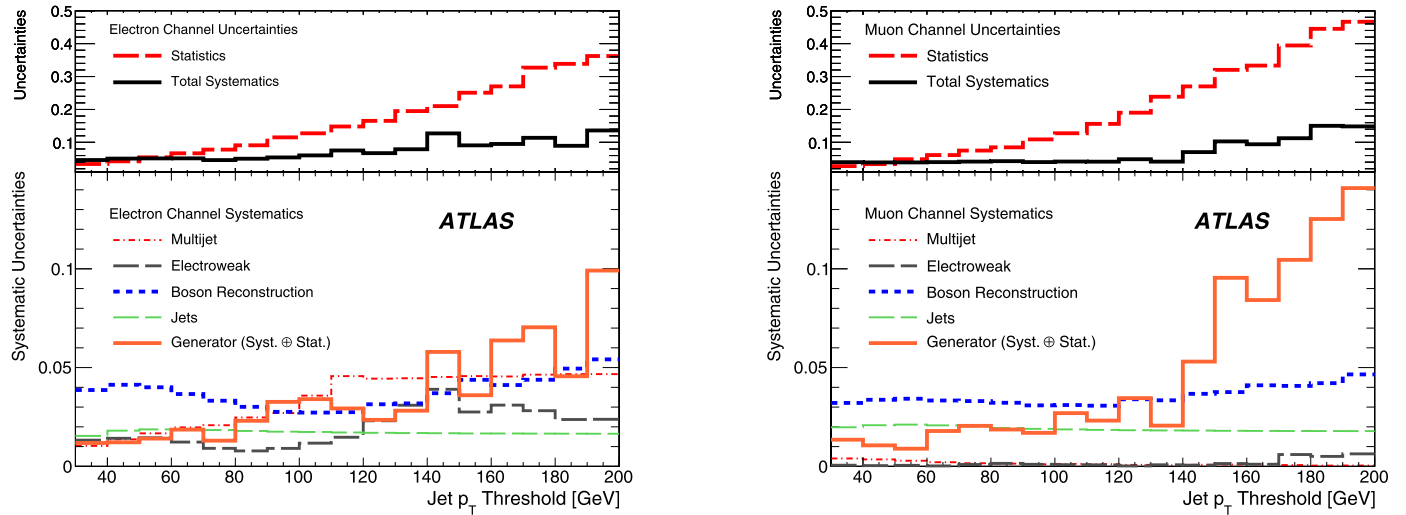 0.5
0.4
0.3
0.2
0.1
Uncertainties
Electron Channel Uncertainties
Statistics
Total Systematics
0.1
0.05
0
Systematic Uncertainties
Electron Channel Systematics
ATLAS
Multijet
Electroweak
Boson Reconstruction
Jets
Generator (Syst. ⊕ Stat.)
40 60 80 100 120 140 160 180 200
Jet p_T Threshold [GeV]
0.5
0.4
0.3
0.2
0.1
Uncertainties
Muon Channel Uncertainties
Statistics
Total Systematics
0.1
0.05
0
Systematic Uncertainties
Muon Channel Systematics
ATLAS
Multijet
Electroweak
Boson Reconstruction
Jets
Generator (Syst. ⊕ Stat.)
40 60 80 100 120 140 160 180 200
Jet p_T Threshold [GeV]